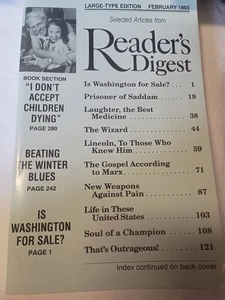 LARGE-TYPE EDITION FEBRUARY-1993
Selected Articles from
Reader's
Digest
BOOK SECTION
"I DON'T
ACCEPT
CHILDREN
DYING"
PAGE 280
BEATING
THE WINTER
BLUES
PAGE 242
IS
WASHINGTON
FOR SALE?
PAGE 1
Is Washington for Sale? . . 1
Prisoner of Saddam . . 19
Laughter, the Best
Medicine . . . . 38
The Wizard . . . . 44
Lincoln, To Those Who
Knew Him . . . . 59
The Gospel According
to Marx . . . . 71
New Weapons
Against Pain . . . . 87
Life in These
United States . . . . 103
Soul of a Champion . . 108
That's Outrageous! . . . 121
Index continued on back cover